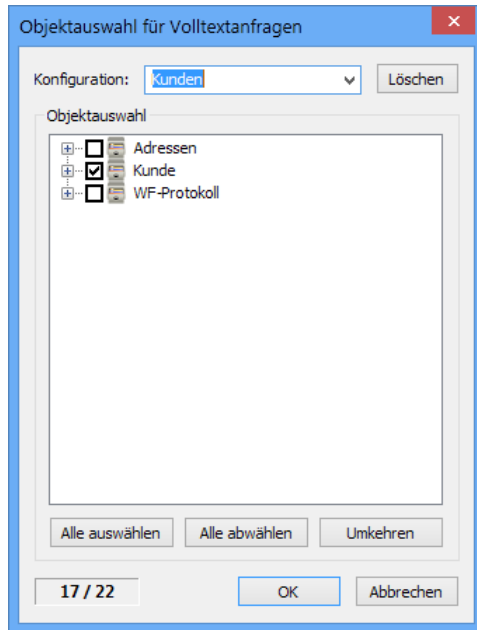 Objektauswahl für Volltextanfragen
Konfiguration: Kunden Löschen
Objektauswahl
Adressen
Kunde
WF-Protokoll
Alle auswählen Alle abwählen Umkehren
17 / 22 OK Abbrechen